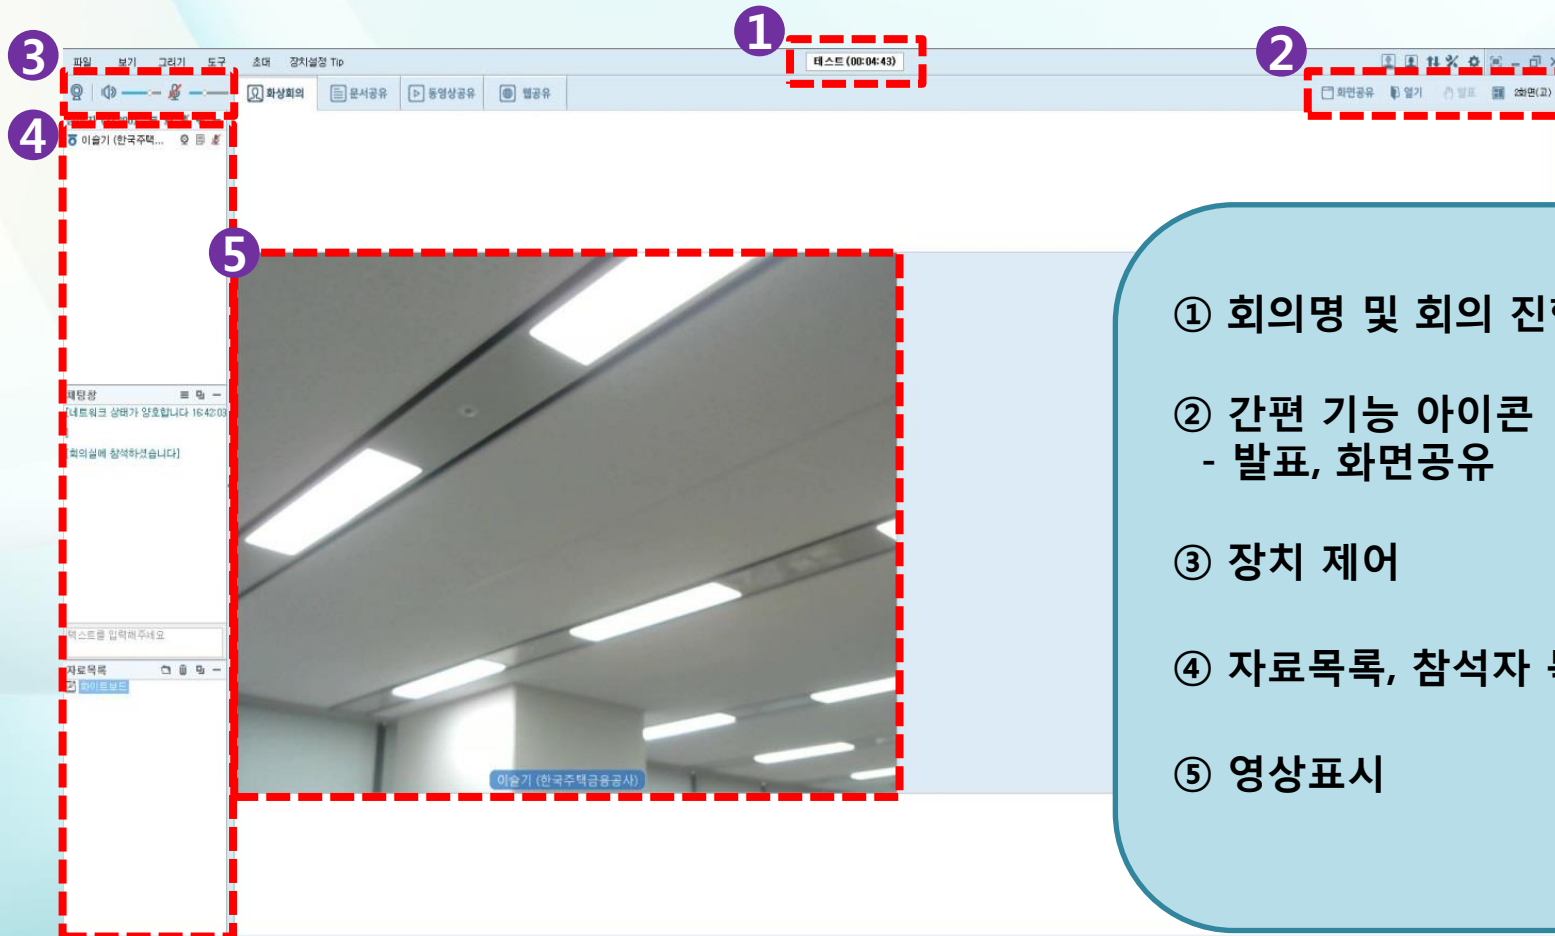 ①
②
③
파일 보기 그리기 도구 초대 장치설정 Tip
테스트 (00:04:43)
화상회의 문서공유 동영상공유 웹공유
화면공유 열기 발표 2화면(고)
④
이슬기 (한국주택...
⑤
채팅창
[네트워크 상태가 양호합니다 16:42:03
]
[회의실에 참석하셨습니다]
텍스트를 입력해주세요
자료목록
화이트보드
이슬기 (한국주택금융공사)
① 회의명 및 회의
② 간편 기능 아이콘
- 발표, 화면공유
③ 장치 제어
④ 자료목록, 참석자
⑤ 영상표시